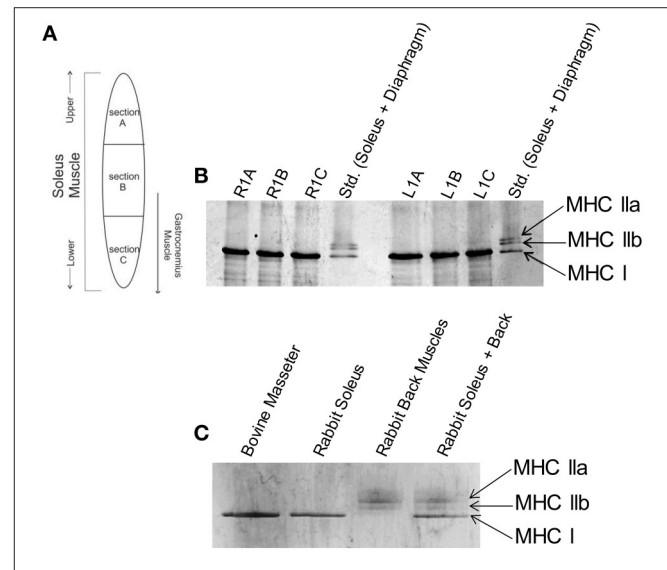 A
Upper
Soleus
Muscle
Lower
section
A
section
B
section
C
Gastrocnemius
Muscle
B
R1A
R1B
R1C
Std. (Soleus + Diaphragm)
L1A
L1B
L1C
Std. (Soleus + Diaphragm)
MHC IIa
MHC IIb
MHC I
C
Bovine Masseter
Rabbit Soleus
Rabbit Back Muscles
Rabbit Soleus + Back
MHC IIa
MHC IIb
MHC I